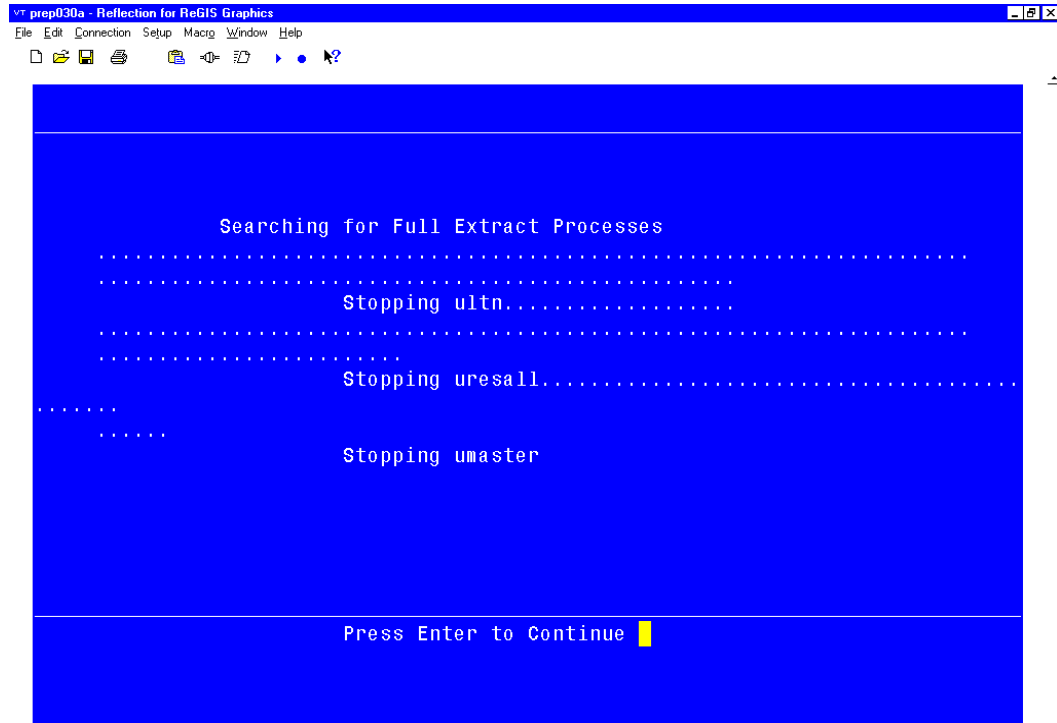 VT prep030a - Reflection for ReGIS Graphics
File Edit Connection Setup Macro Window Help
Searching for Full Extract Processes
.......................................................................
....................................................
Stopping ultn...................
.......................................................................
.........................
Stopping uresall.......................................
.......
......
Stopping umaster
Press Enter to Continue